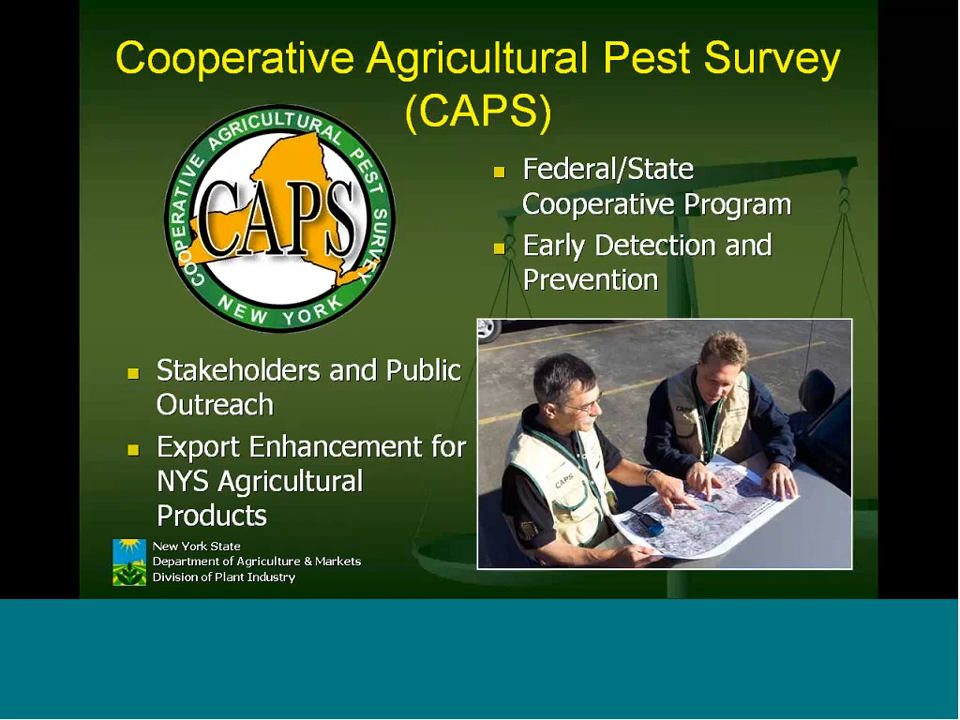 Cooperative Agricultural Pest Survey
(CAPS)
COOPERATIVE AGRICULTURAL PEST SURVEY
CAPS
NEW YORK
Federal/State
Cooperative Program
Early Detection and
Prevention
Stakeholders and Public
Outreach
Export Enhancement for
NYS Agricultural
Products
CAPS
CAPS
New York State
Department of Agriculture & Markets
Division of Plant Industry